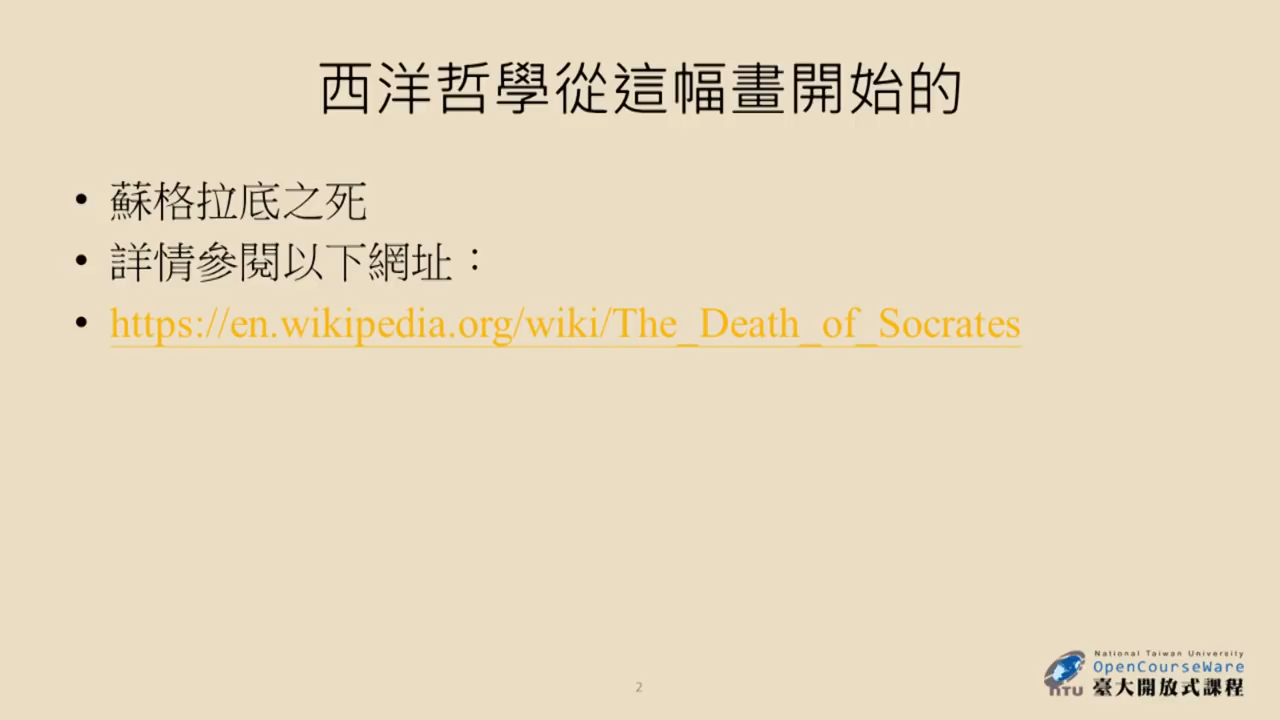 西洋哲學從這幅畫開始的
• 蘇格拉底之死
• 詳情參閱以下網址：
• https://en.wikipedia.org/wiki/The_Death_of_Socrates
2
National Taiwan University
OpenCourseWare
NTU 臺大開放式課程